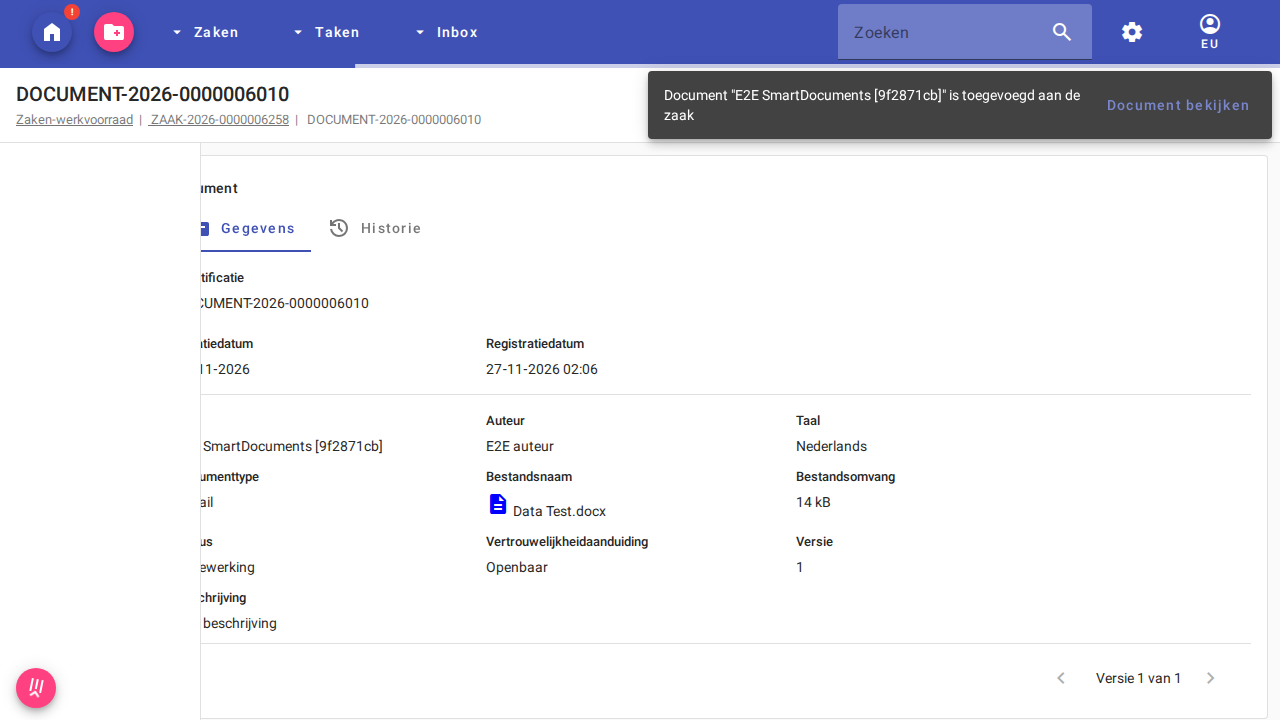 !
Zaken
Taken
Inbox
Zoeken
EU
DOCUMENT-2026-0000006010
Zaken-werkvoorraad | ZAAK-2026-0000006258 | DOCUMENT-2026-0000006010
Document "E2E SmartDocuments [9f2871cb]" is toegevoegd aan de
zaak
Document bekijken
ument
Gegevens
Historie
tificatie
CUMENT-2026-0000006010
atiedatum
Registratiedatum
11-2026
27-11-2026 02:06
Auteur
Taal
SmartDocuments [9f2871cb]
E2E auteur
Nederlands
umenttype
Bestandsnaam
Bestandsomvang
ail
Data Test.docx
14 kB
us
Vertrouwelijkheidaanduiding
Versie
ewerking
Openbaar
1
chrijving
beschrijving
Versie 1 van 1